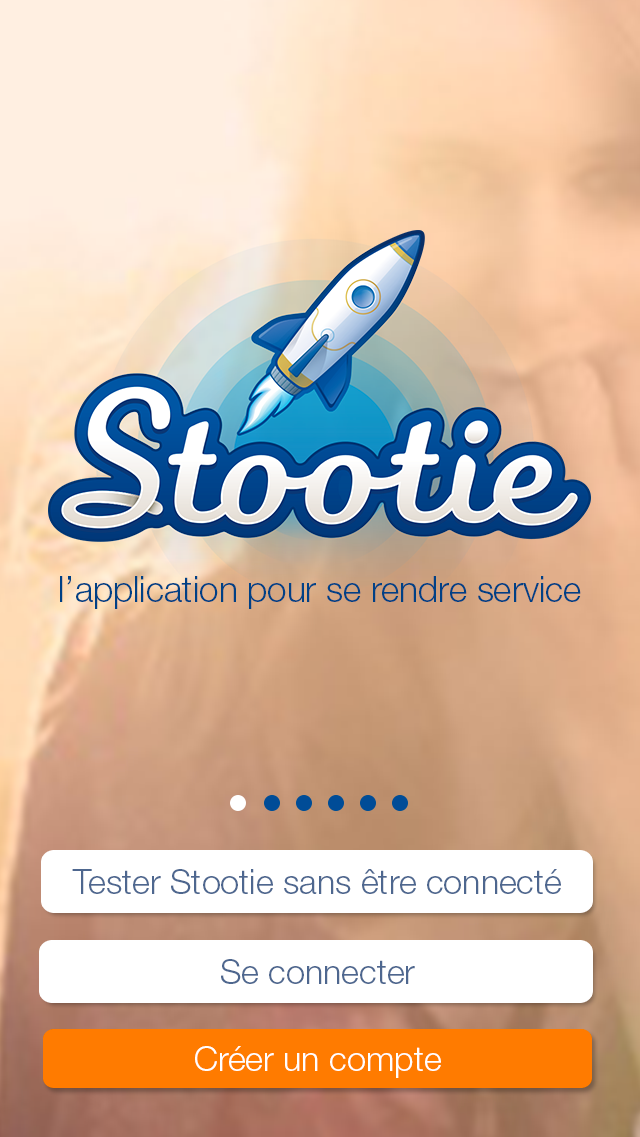 Stootie
l’application pour se rendre service
Tester Stootie sans être connecté
Se connecter
Créer un compte